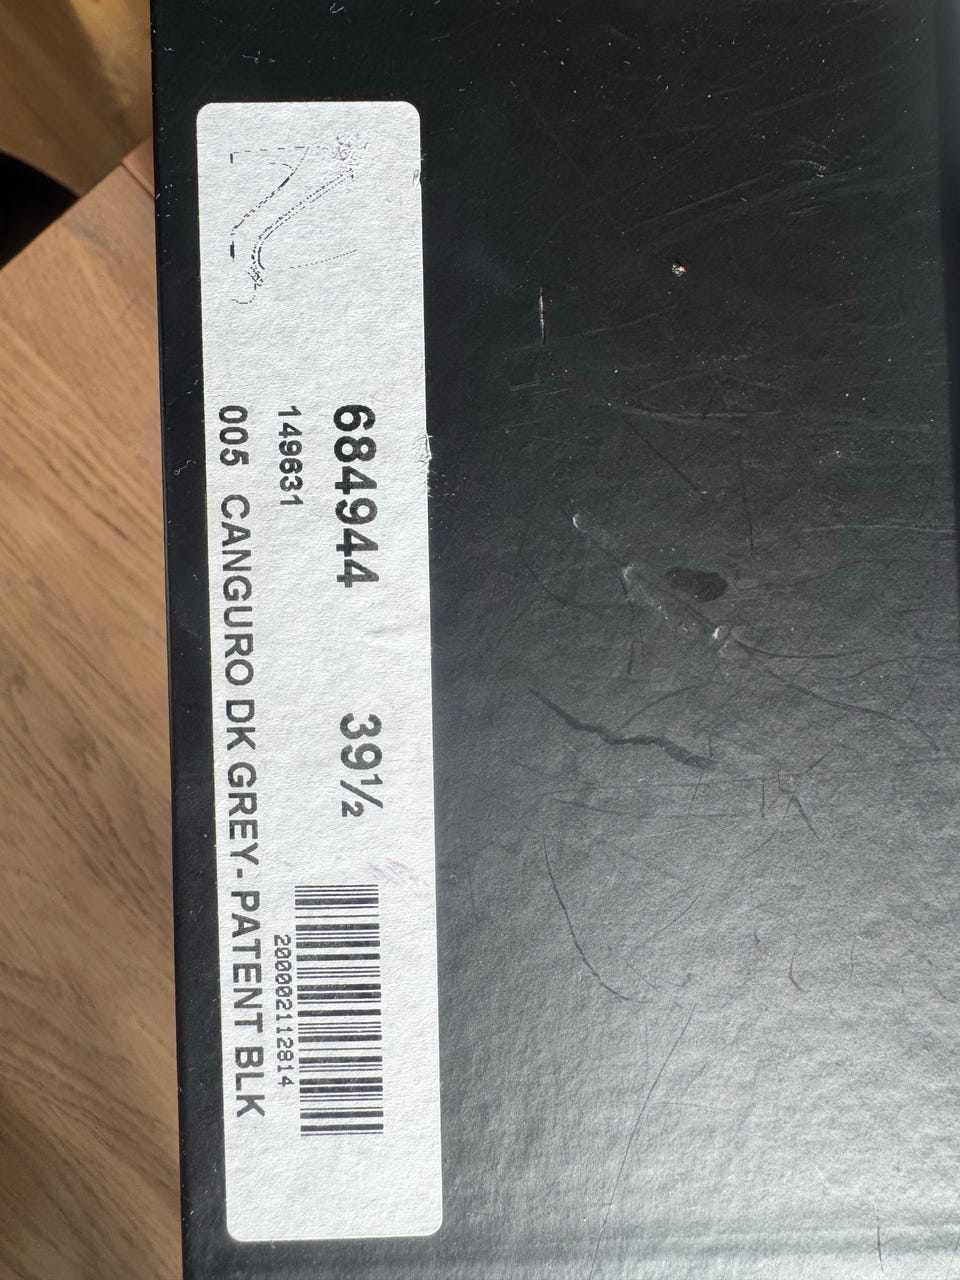 684944 39½
149631
2000002112814
005 CANGURO DK GREY- PATENT BLK